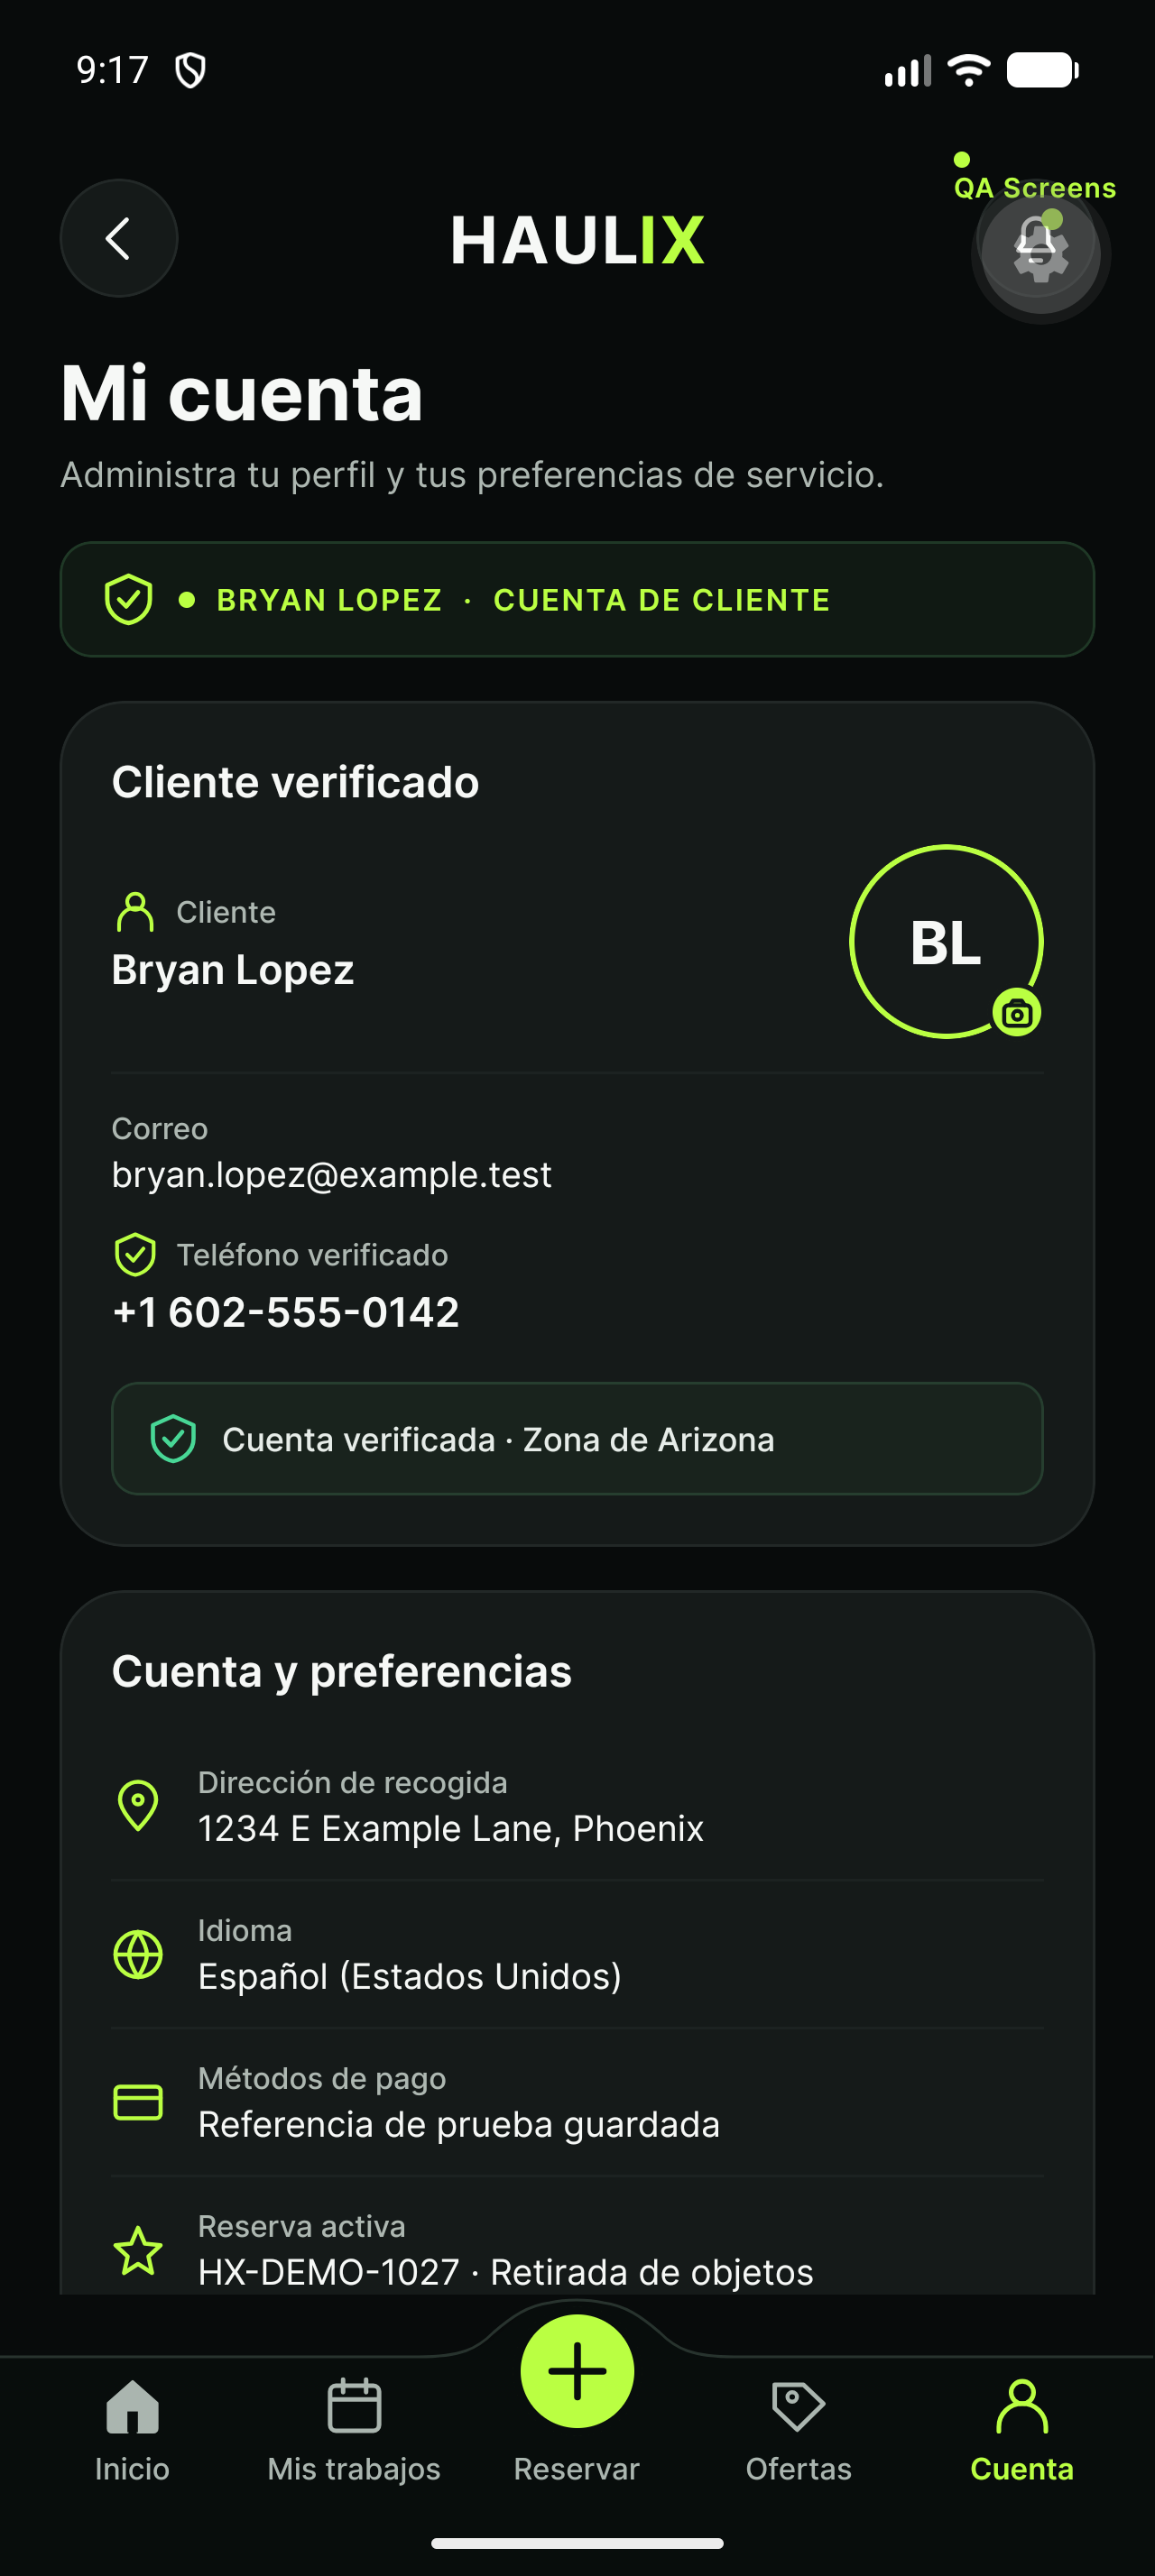 9:17
QA Screens
HAULIX
Mi cuenta
Administra tu perfil y tus preferencias de servicio.
BRYAN LOPEZ · CUENTA DE CLIENTE
Cliente verificado
Cliente
Bryan Lopez
BL
Correo
bryan.lopez@example.test
Teléfono verificado
+1 602-555-0142
Cuenta verificada · Zona de Arizona
Cuenta y preferencias
Dirección de recogida
1234 E Example Lane, Phoenix
Idioma
Español (Estados Unidos)
Métodos de pago
Referencia de prueba guardada
Reserva activa
HX-DEMO-1027 · Retirada de objetos
Inicio
Mis trabajos
Reservar
Ofertas
Cuenta